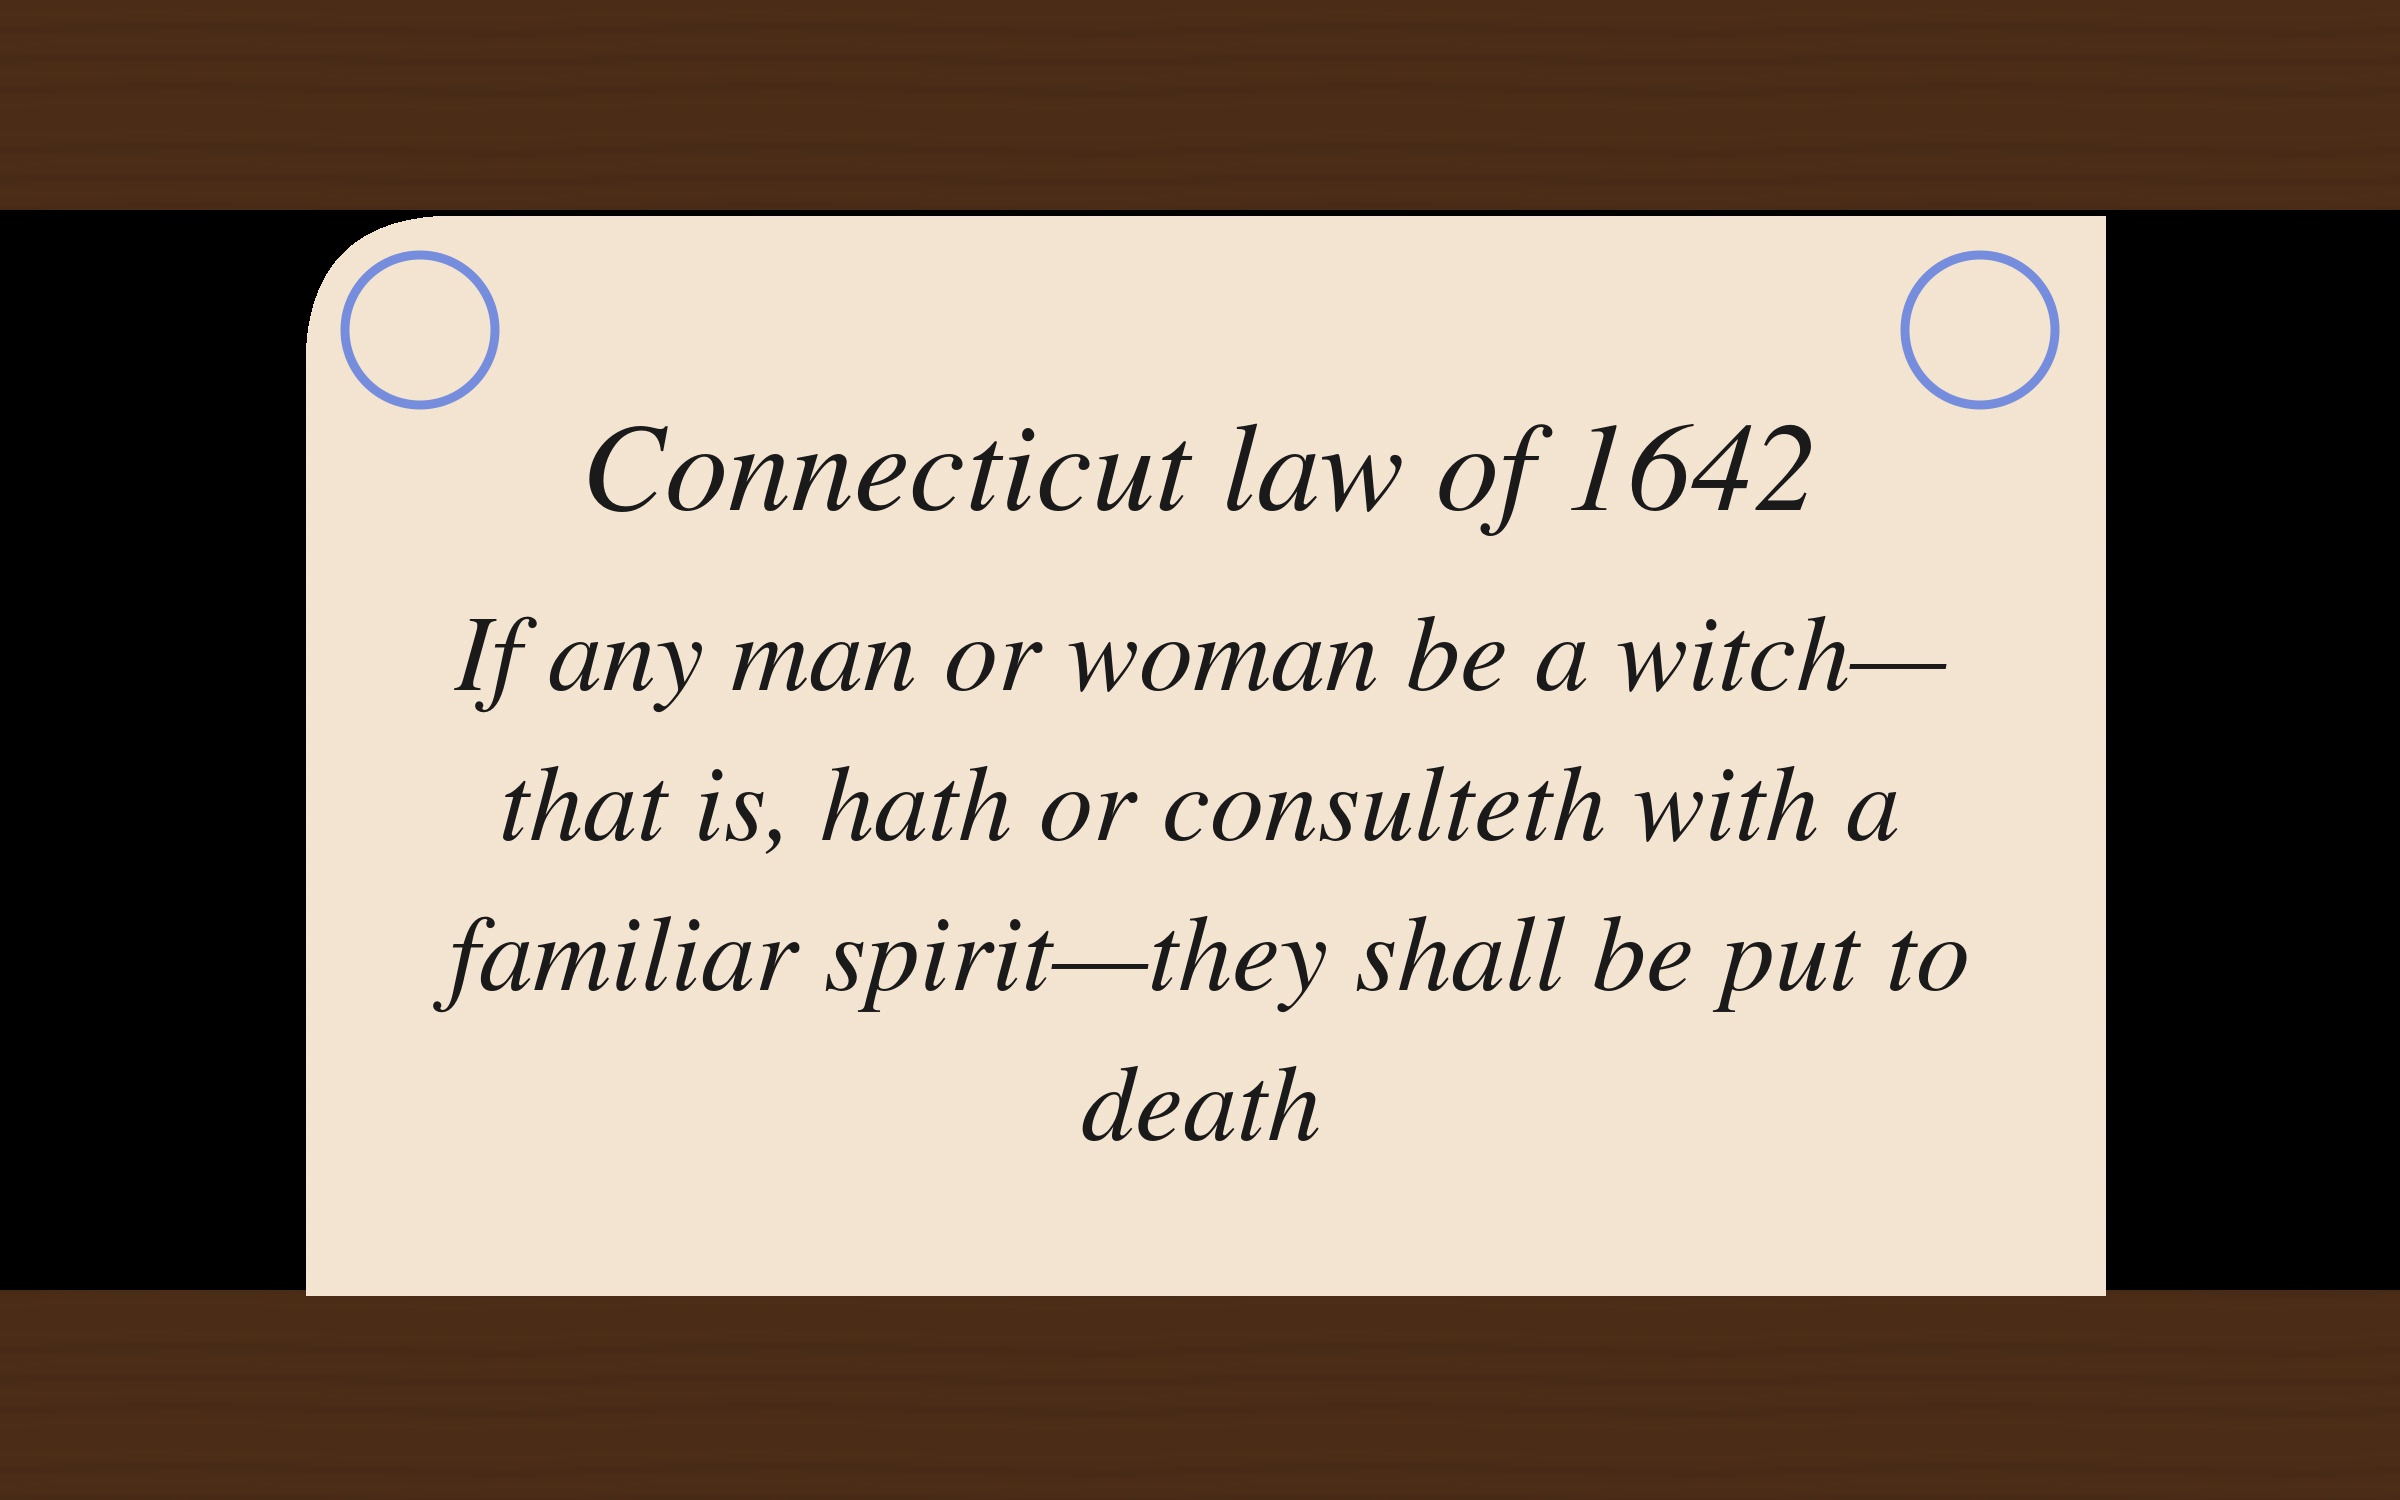 Connecticut law of 1642
If any man or woman be a witch—
that is, hath or consulteth with a
familiar spirit—they shall be put to
death